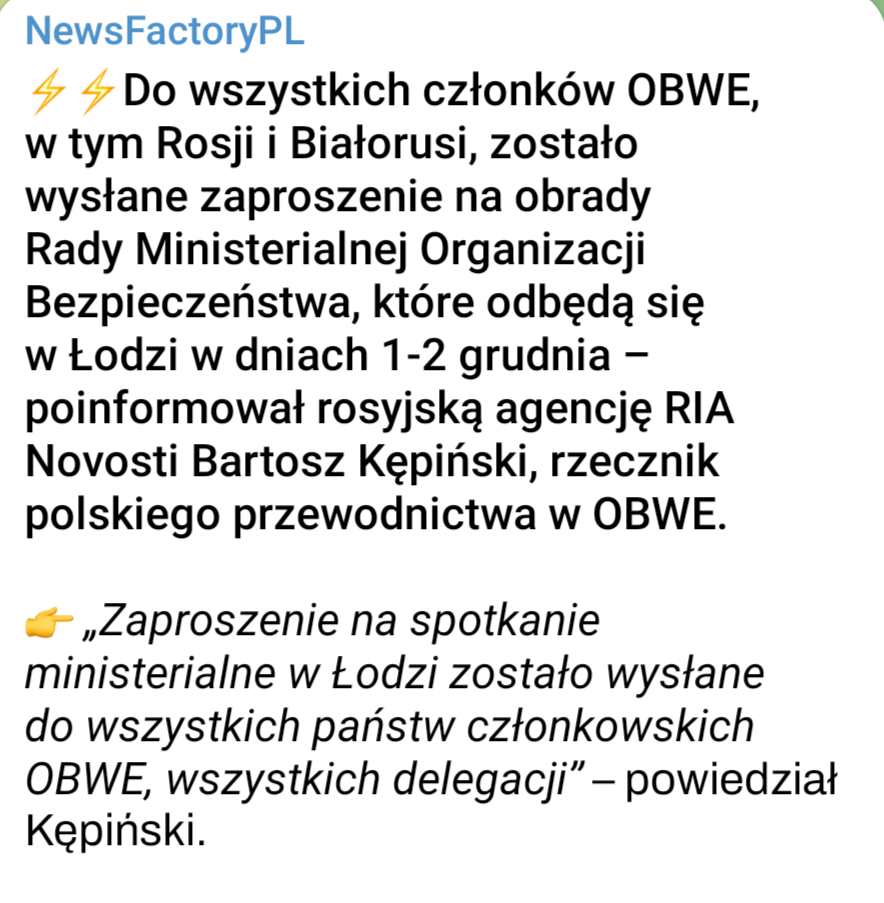 NewsFactoryPL
⚡⚡Do wszystkich członków OBWE,
w tym Rosji i Białorusi, zostało
wysłane zaproszenie na obrady
Rady Ministerialnej Organizacji
Bezpieczeństwa, które odbędą się
w Łodzi w dniach 1-2 grudnia –
poinformował rosyjską agencję RIA
Novosti Bartosz Kępiński, rzecznik
polskiego przewodnictwa w OBWE.
👉„Zaproszenie na spotkanie
ministerialne w Łodzi zostało wysłane
do wszystkich państw członkowskich
OBWE, wszystkich delegacji” – powiedział
Kępiński.